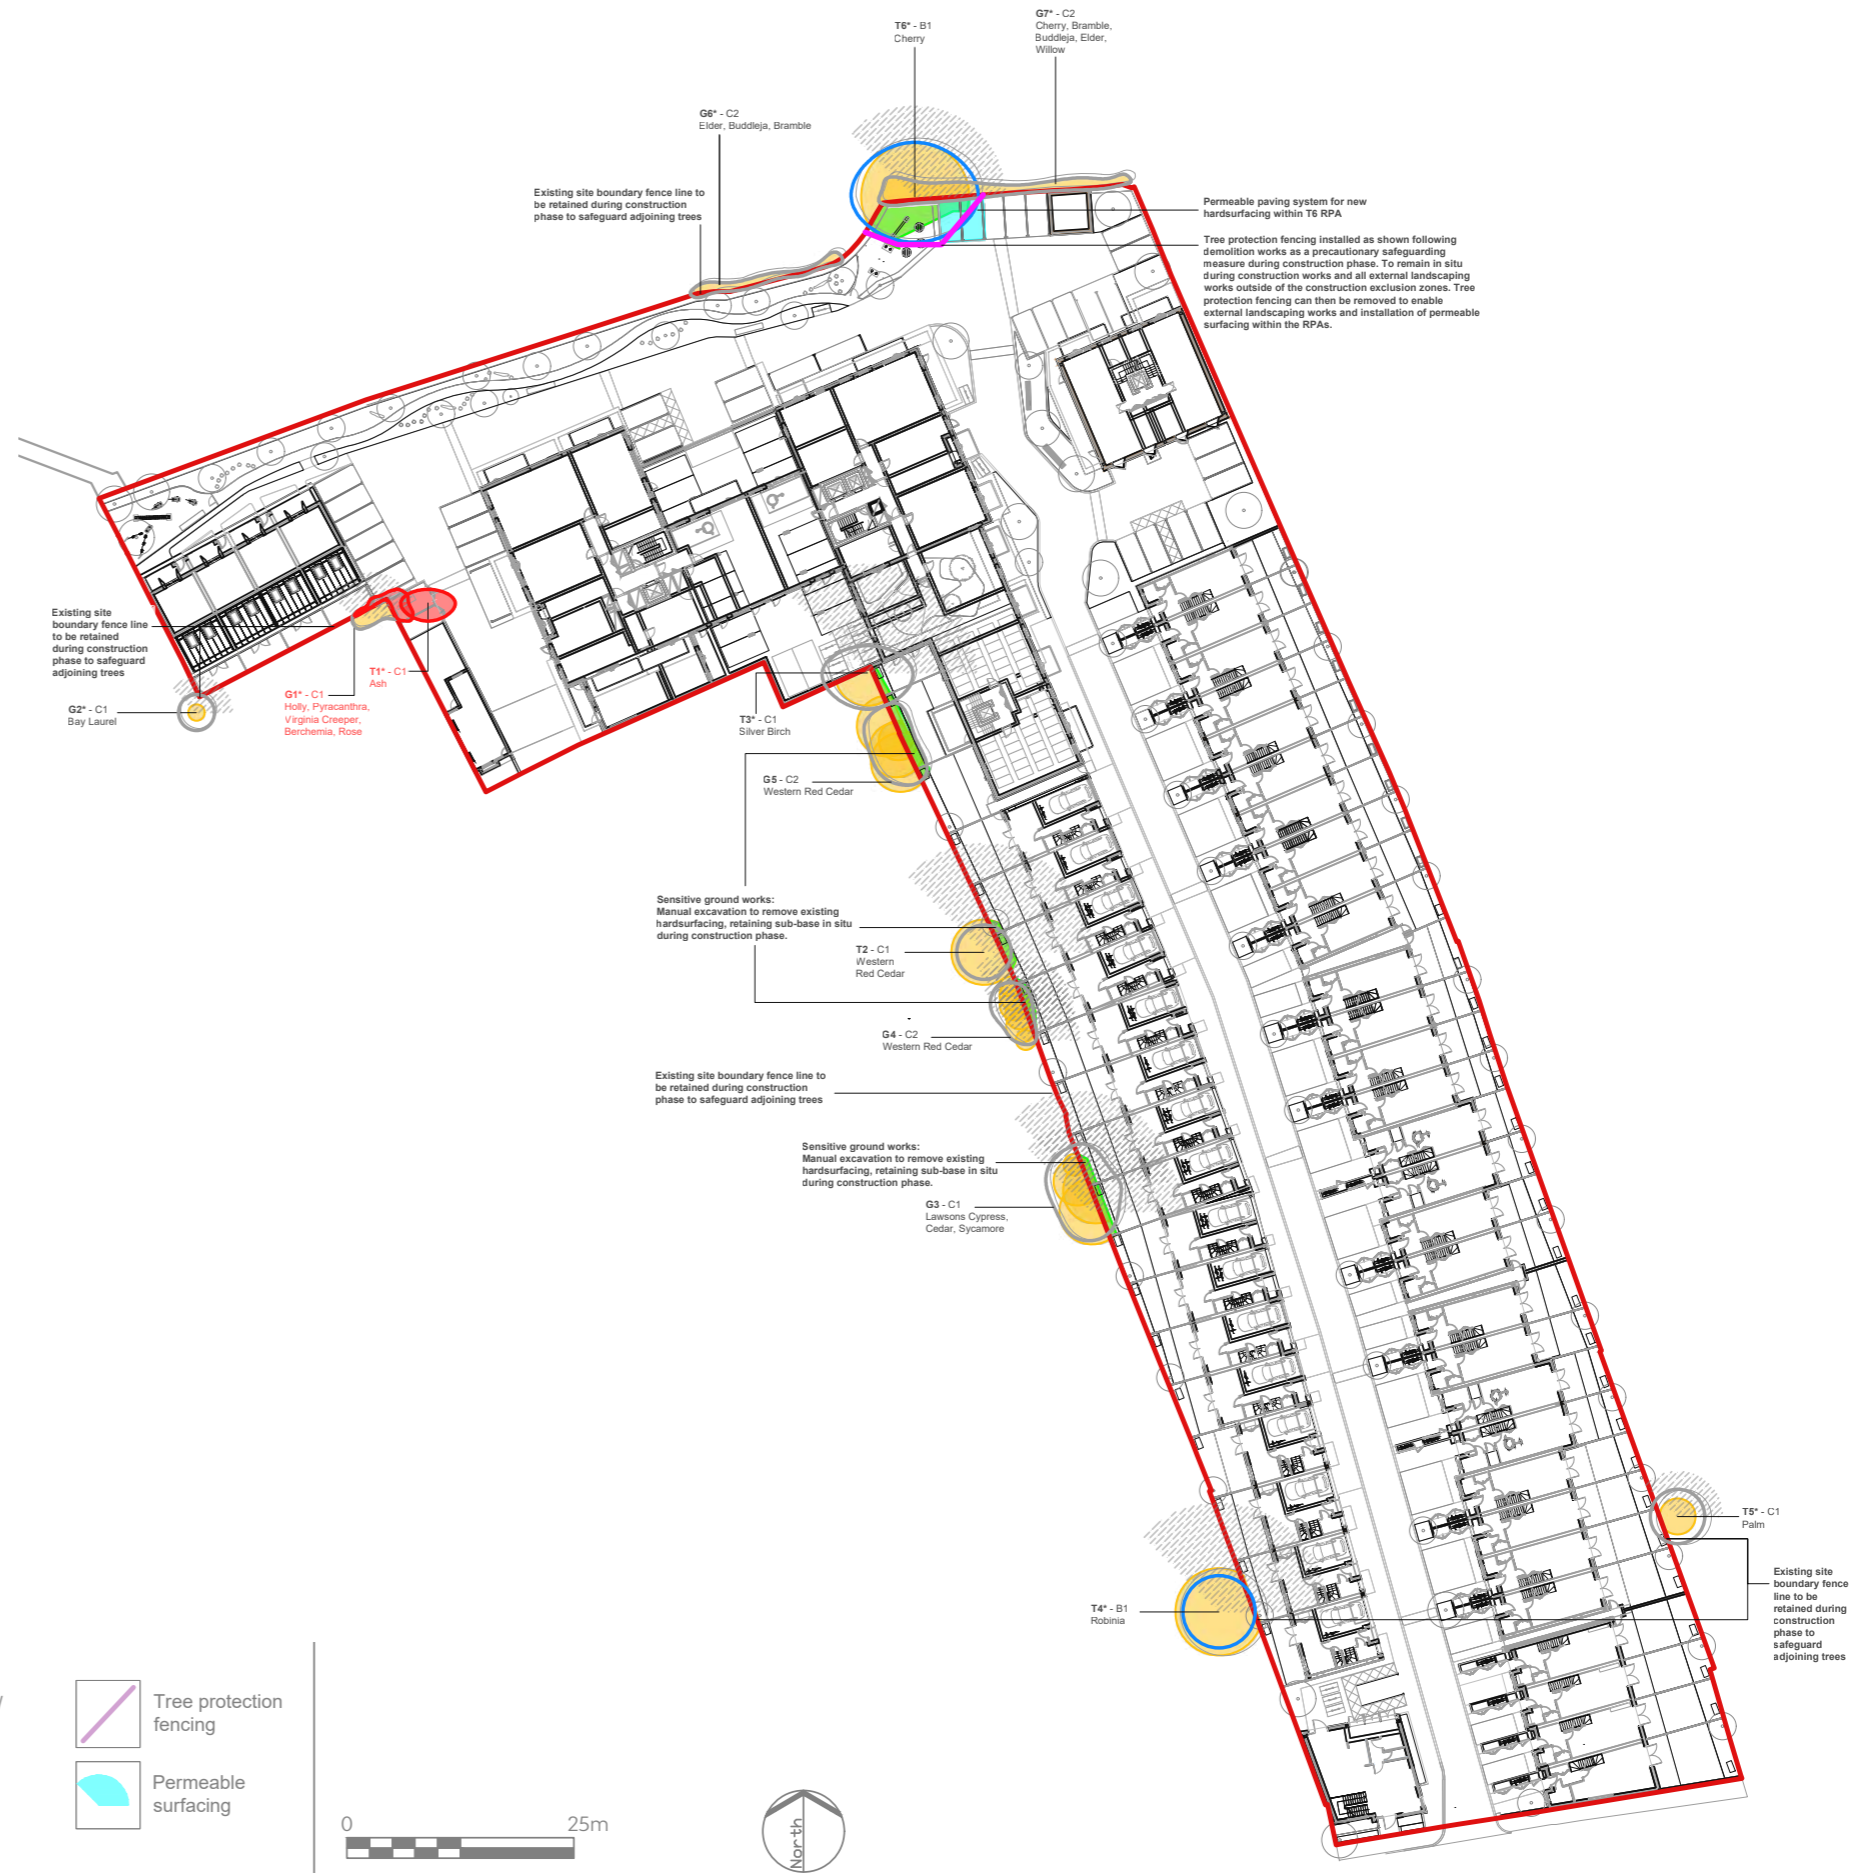 T6* - B1
Cherry
G7* - C2
Cherry, Bramble,
Buddleja, Elder,
Willow
G6* - C2
Elder, Buddleja, Bramble
Existing site boundary fence line to
be retained during construction
phase to safeguard adjoining trees
Permeable paving system for new
hardsurfacing within T6 RPA
Tree protection fencing installed as shown following
demolition works as a precautionary safeguarding
measure during construction phase. To remain in situ
during construction works and all external landscaping
works outside of the construction exclusion zones. Tree
protection fencing can then be removed to enable
external landscaping works and installation of permeable
surfacing within the RPAs.
Existing site
boundary fence line
to be retained
during construction
phase to safeguard
adjoining trees
G2* - C1
Bay Laurel
T1* - C1
Ash
G1* - C1
Holly, Pyracanthra,
Virginia Creeper,
Berchemia, Rose
T3* - C1
Silver Birch
G5 - C2
Western Red Cedar
Sensitive ground works:
Manual excavation to remove existing
hardsurfacing, retaining sub-base in situ
during construction phase.
T2 - C1
Western
Red Cedar
G4 - C2
Western Red Cedar
Existing site boundary fence line to
be retained during construction
phase to safeguard adjoining trees
Sensitive ground works:
Manual excavation to remove existing
hardsurfacing, retaining sub-base in situ
during construction phase.
G3 - C1
Lawsons Cypress,
Cedar, Sycamore
T5* - C1
Palm
Existing site
boundary fence
line to be
retained during
construction
phase to
safeguard
adjoining trees
T4* - B1
Robinia
Tree protection
fencing
Permeable
surfacing
0 25m
North